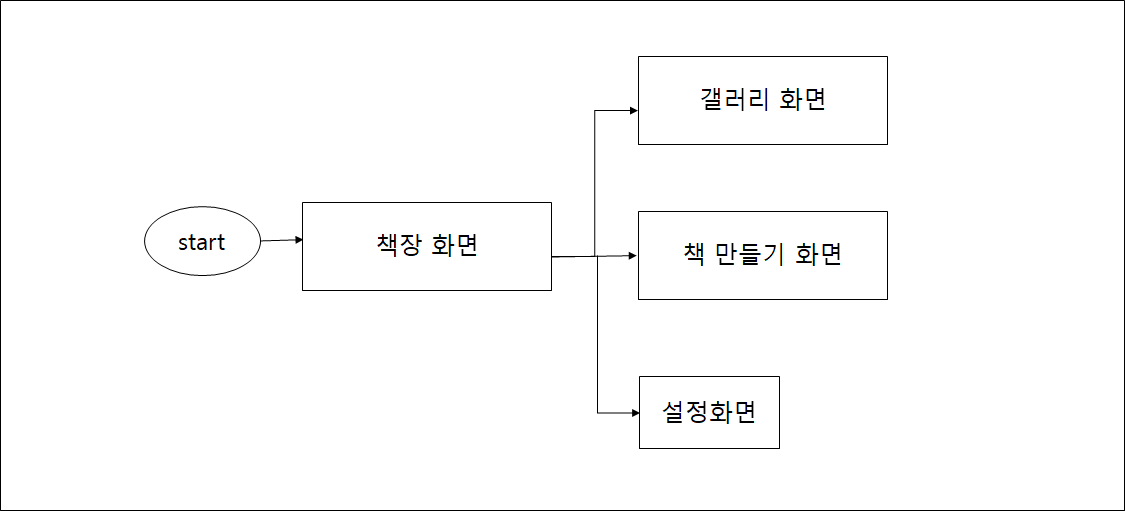 갤러리 화면
start
책장 화면
책 만들기 화면
설정화면